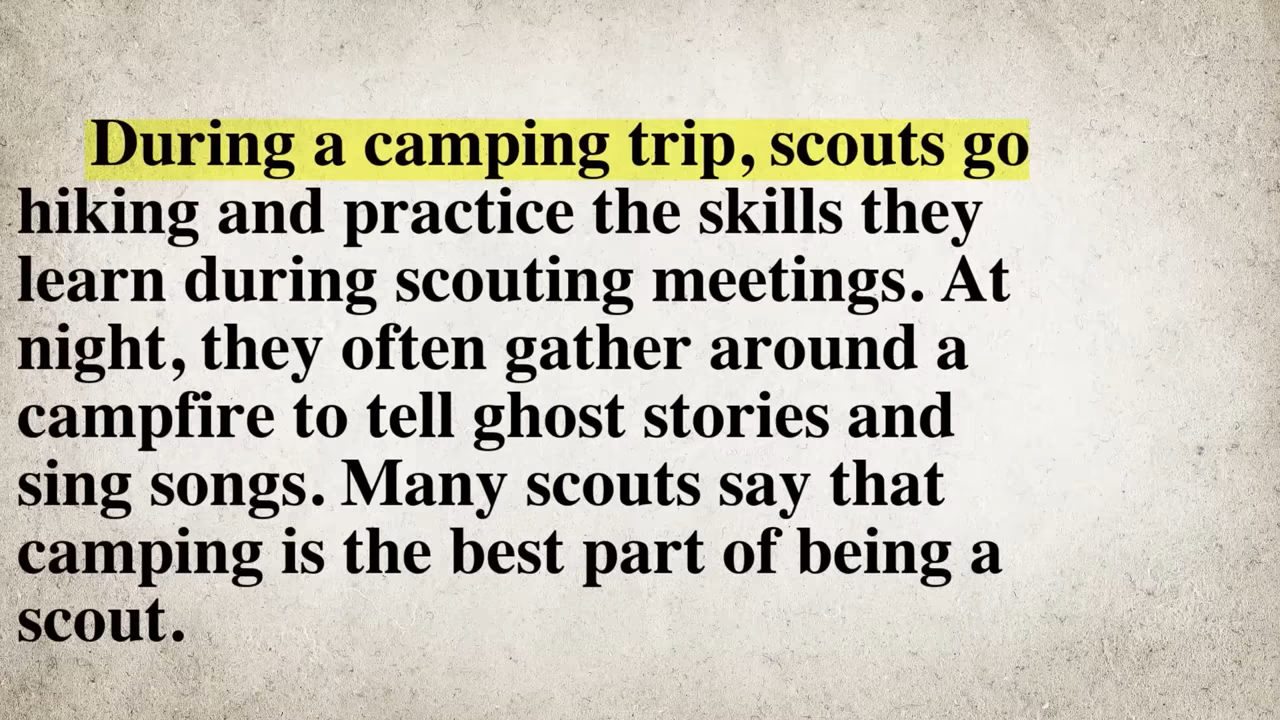 During a camping trip, scouts go
hiking and practice the skills they
learn during scouting meetings. At
night, they often gather around a
campfire to tell ghost stories and
sing songs. Many scouts say that
camping is the best part of being a
scout.